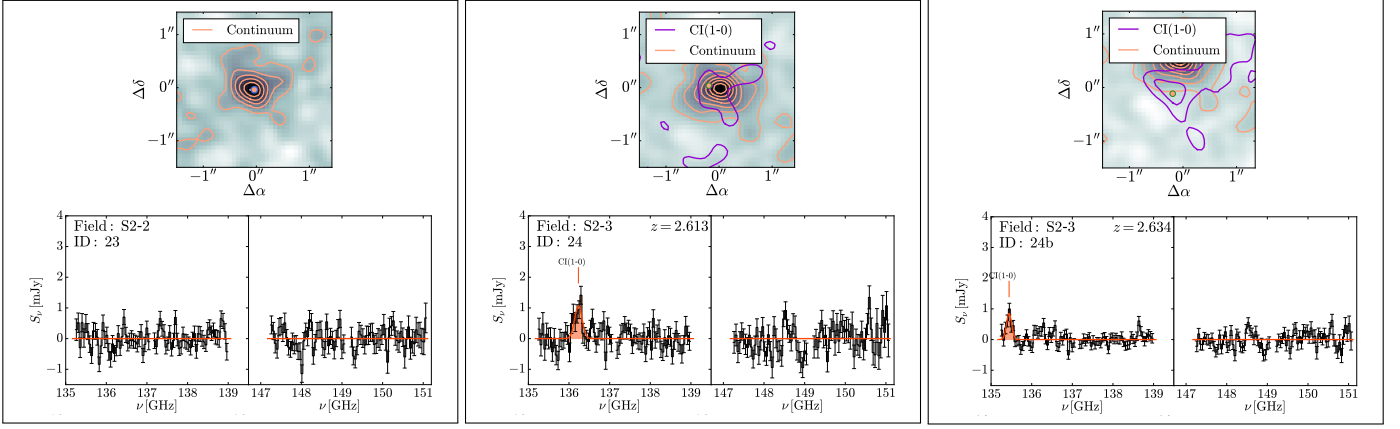 1″
0″
−1″
Δδ
Continuum
−1″
0″
1″
Δα
4
3
2
1
0
−1
Sν [mJy]
Field: S2-2
ID: 23
135
136
137
138
139
147
148
149
150
151
ν [GHz]
ν [GHz]
1″
0″
−1″
Δδ
CI(1-0)
Continuum
−1″
0″
1″
Δα
4
3
2
1
0
−1
Sν [mJy]
Field: S2-3
z = 2.613
ID: 24
CI(1-0)
135
136
137
138
139
147
148
149
150
151
ν [GHz]
ν [GHz]
1″
0″
−1″
Δδ
CI(1-0)
Continuum
−1″
0″
1″
Δα
4
3
2
1
0
−1
Sν [mJy]
Field: S2-3
z = 2.634
ID: 24b
CI(1-0)
135
136
137
138
139
147
148
149
150
151
ν [GHz]
ν [GHz]